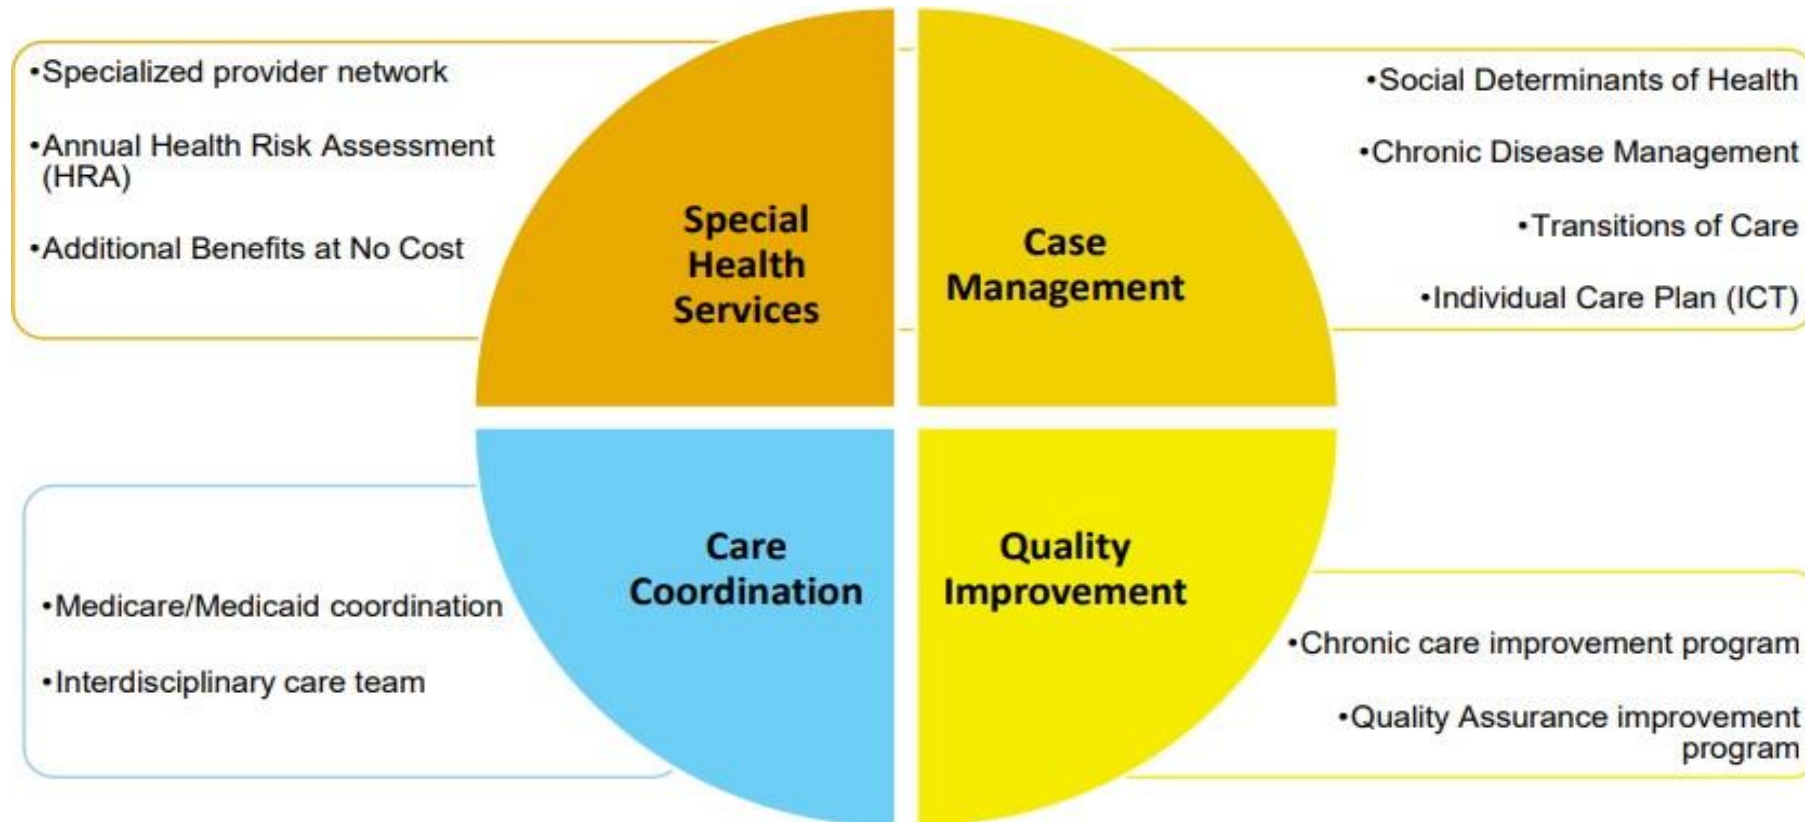 •Specialized provider network
•Annual Health Risk Assessment
(HRA)
•Additional Benefits at No Cost
Special
Health
Services
Case
Management
•Social Determinants of Health
•Chronic Disease Management
•Transitions of Care
•Individual Care Plan (ICT)
•Medicare/Medicaid coordination
•Interdisciplinary care team
Care
Coordination
Quality
Improvement
•Chronic care improvement program
•Quality Assurance improvement
program